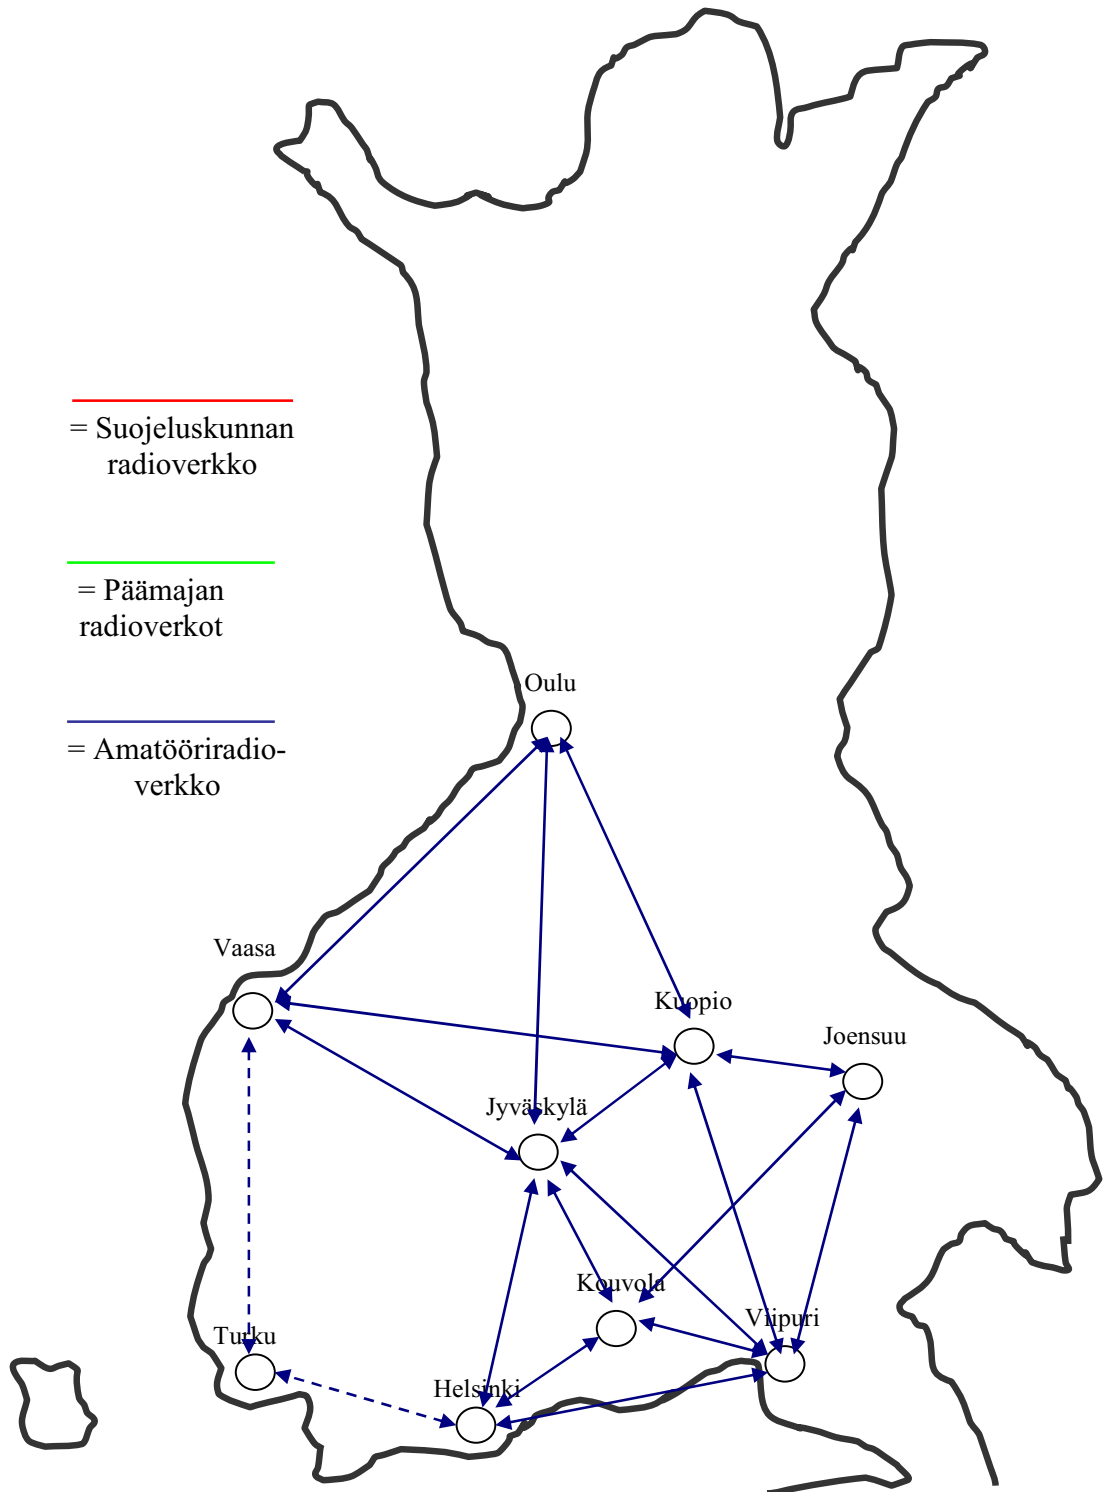 = Suojeluskunnan
radioverkko
= Päämajan
radioverkot
= Amatööriradio-
verkko
Oulu
Vaasa
Kuopio
Joensuu
Jyväskylä
Kouvola
Viipuri
Turku
Helsinki